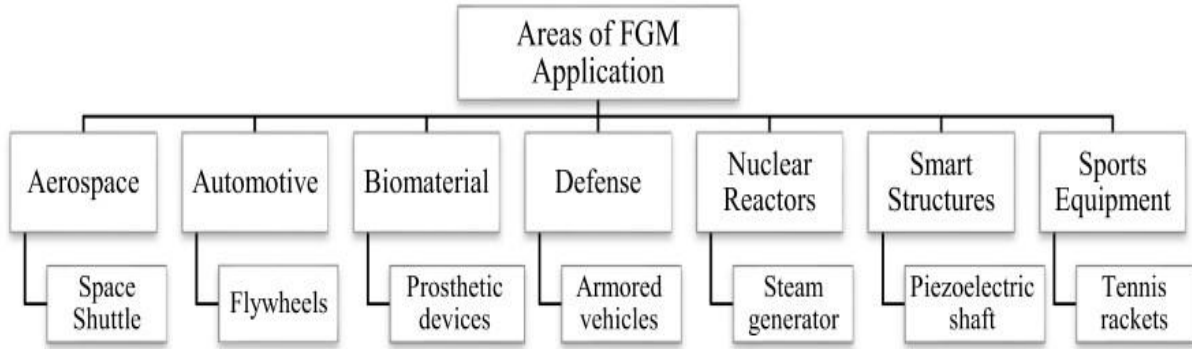 Areas of FGM
Application
Aerospace
Automotive
Biomaterial
Defense
Nuclear
Reactors
Smart
Structures
Sports
Equipment
Space
Shuttle
Flywheels
Prosthetic
devices
Armored
vehicles
Steam
generator
Piezoelectric
shaft
Tennis
rackets